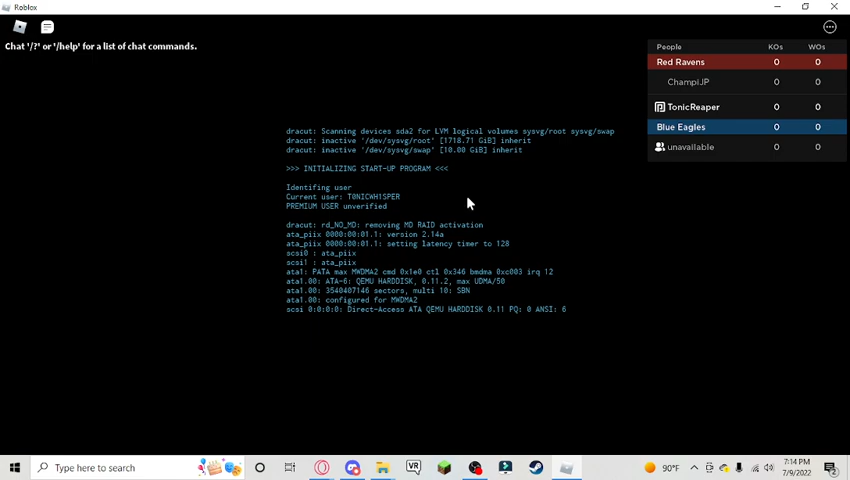 Roblox
Chat '/?' or '/help' for a list of chat commands.
People KOs WOs
Red Ravens 0 0
ChampiJP 0 0
TonicReaper 0 0
Blue Eagles 0 0
unavailable 0 0
dracut: Scanning devices sda2 for LVM logical volumes sysvg/root sysvg/swap
dracut: inactive '/dev/sysvg/root' [1718.71 GiB] inherit
dracut: inactive '/dev/sysvg/swap' [10.00 GiB] inherit
>>> INITIALIZING START-UP PROGRAM <<<
Identifing user
Current user: T0NICWH1SPER
PREMIUM USER unverified
dracut: rd_NO_MD: removing MD RAID activation
ata_piix 0000:00:01.1: version 2.14a
ata_piix 0000:00:01.1: setting latency timer to 128
scsi0 : ata_piix
scsi1 : ata_piix
ata1: PATA max MWDMA2 cmd 0x1e0 ctl 0x346 bmdma 0xc003 irq 12
ata1.00: ATA-6: QEMU HARDDISK, 0.11.2, max UDMA/50
ata1.00: 3540407146 sectors, multi 10: SBN
ata1.00: configured for MWDMA2
scsi 0:0:0:0: Direct-Access ATA QEMU HARDDISK 0.11 PQ: 0 ANSI: 6
Type here to search
VR
90°F
7:14 PM
7/9/2022
2